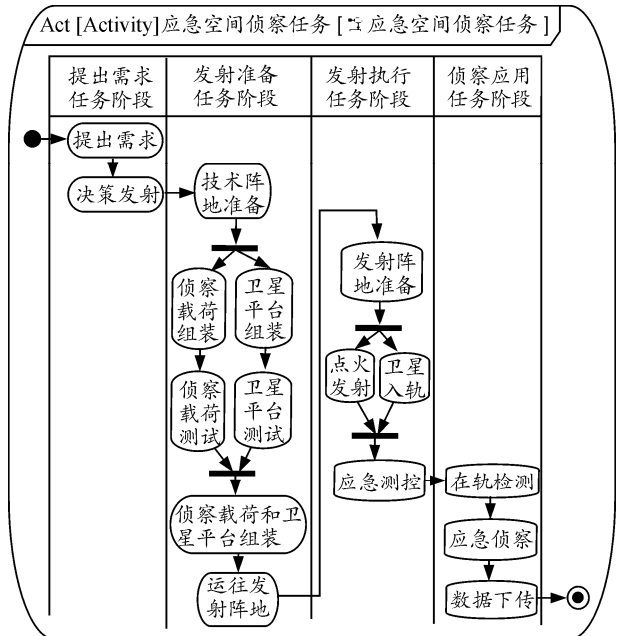 Act [Activity]应急空间侦察任务 [应急空间侦察任务 ]
提出需求
任务阶段
发射准备
任务阶段
发射执行
任务阶段
侦察应用
任务阶段
提出需求
决策发射
技术阵
地准备
侦察
载荷
组装
卫星
平台
组装
侦察
载荷
测试
卫星
平台
测试
侦察载荷和卫
星平台组装
运往发
射阵地
发射阵
地准备
点火
发射
卫星
入轨
应急测控
在轨检测
应急侦察
数据下传